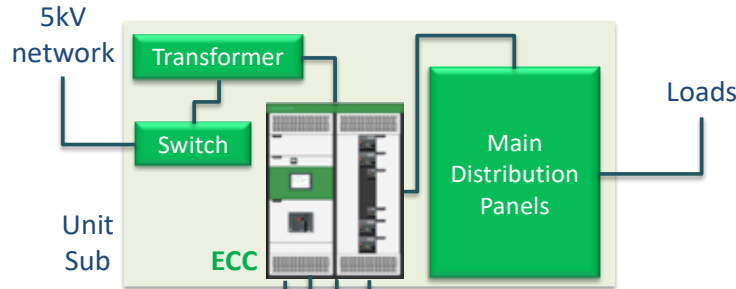 5kV
network
Transformer
Switch
Main
Distribution
Panels
Loads
Unit
Sub
ECC